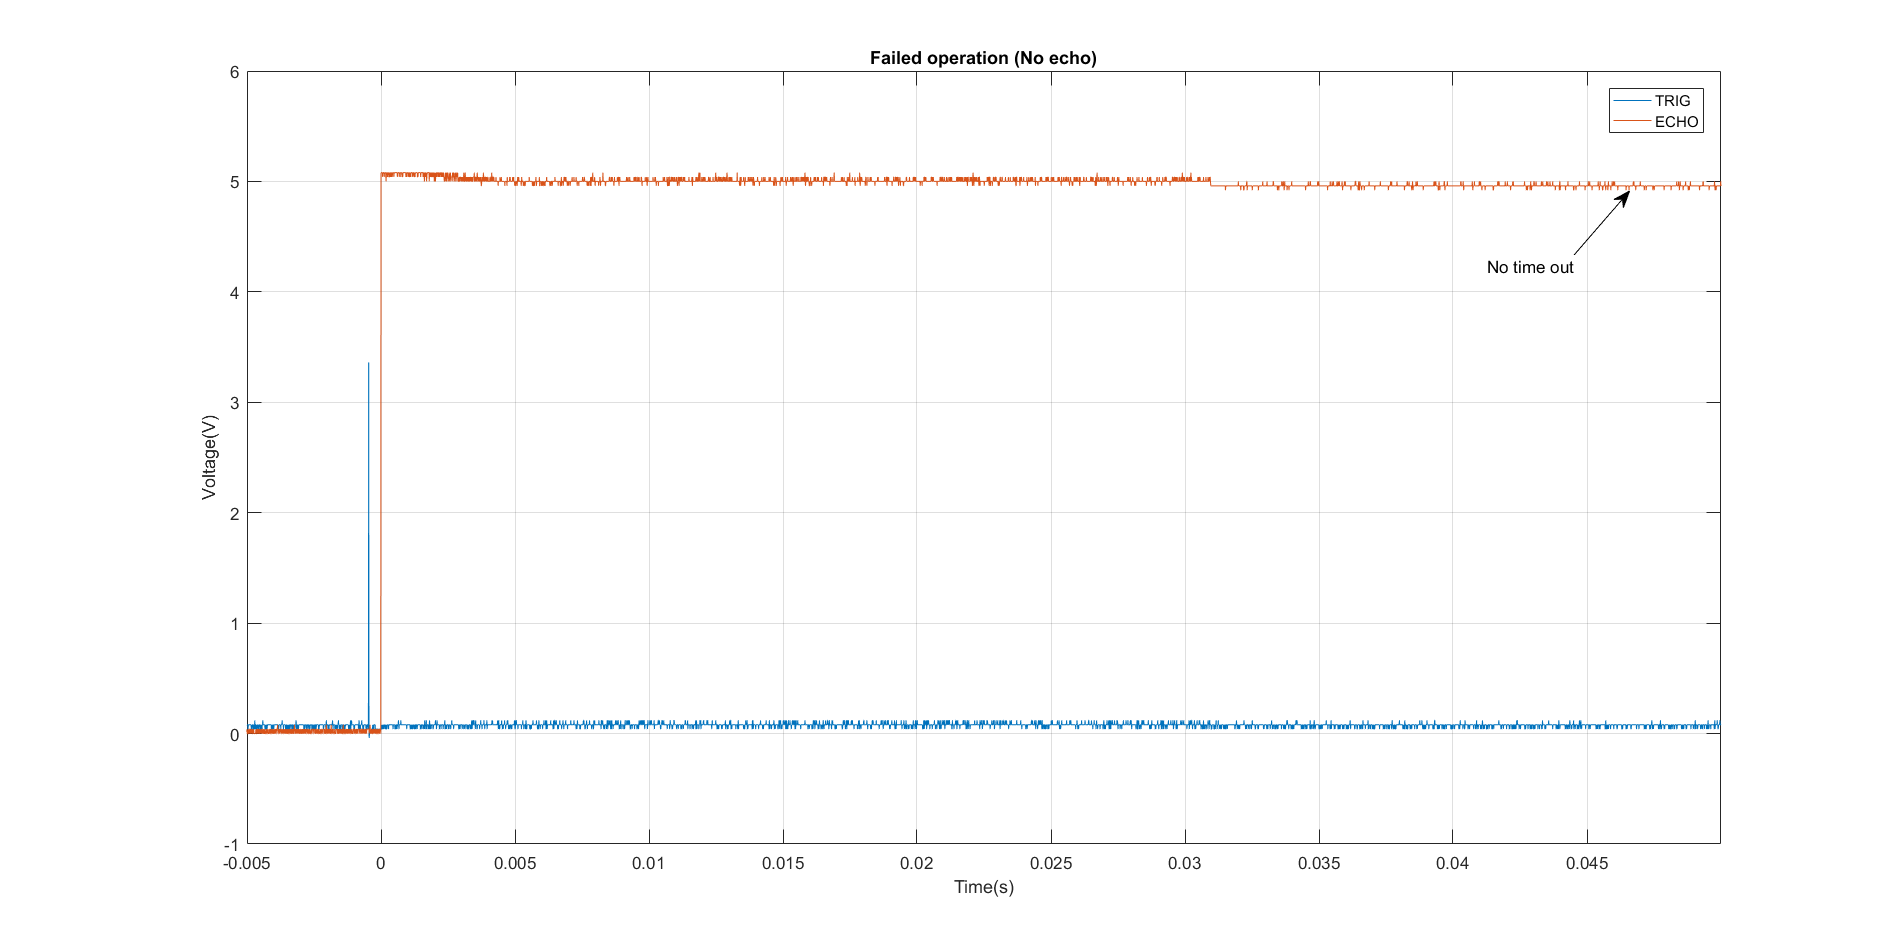 Failed operation (No echo)
6
TRIG
ECHO
5
No time out
4
3
Voltage(V)
2
1
0
-1
-0.005 0 0.005 0.01 0.015 0.02 0.025 0.03 0.035 0.04 0.045
Time(s)